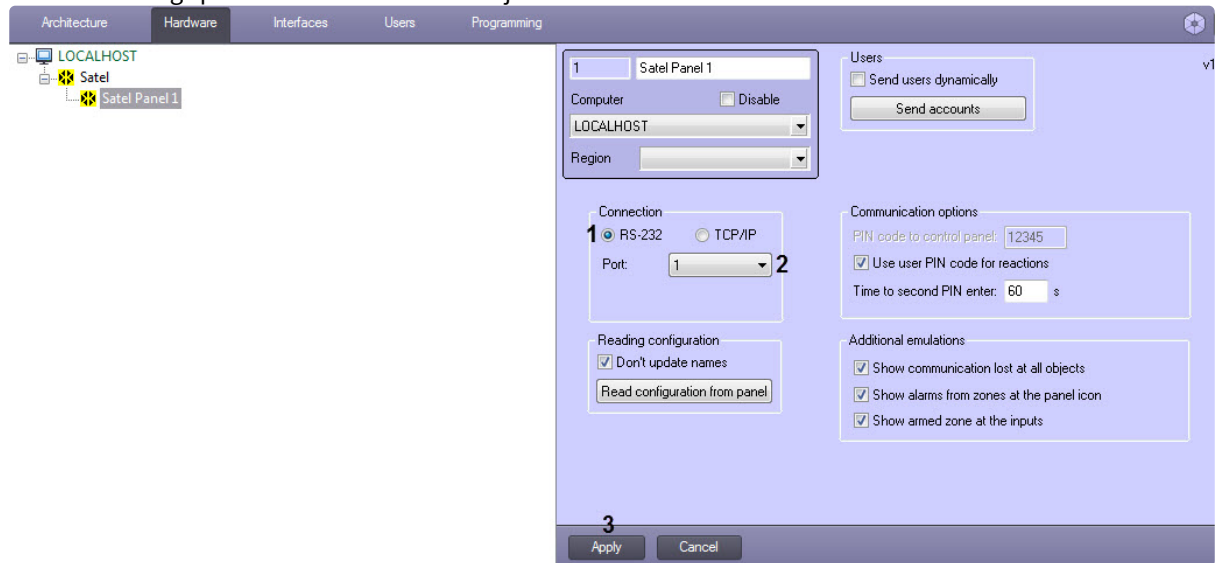 Architecture Hardware Interfaces Users Programming
LOCALHOST
Satel
Satel Panel 1
1 Satel Panel 1
Computer Disable
LOCALHOST
Region
Users
Send users dynamically
Send accounts
v1
Connection
1 RS-232 TCP/IP
Port: 1 2
Communication options
PIN code to control panel: 12345
Use user PIN code for reactions
Time to second PIN enter: 60 s
Reading configuration
Don't update names
Read configuration from panel
Additional emulations
Show communication lost at all objects
Show alarms from zones at the panel icon
Show armed zone at the inputs
3
Apply Cancel